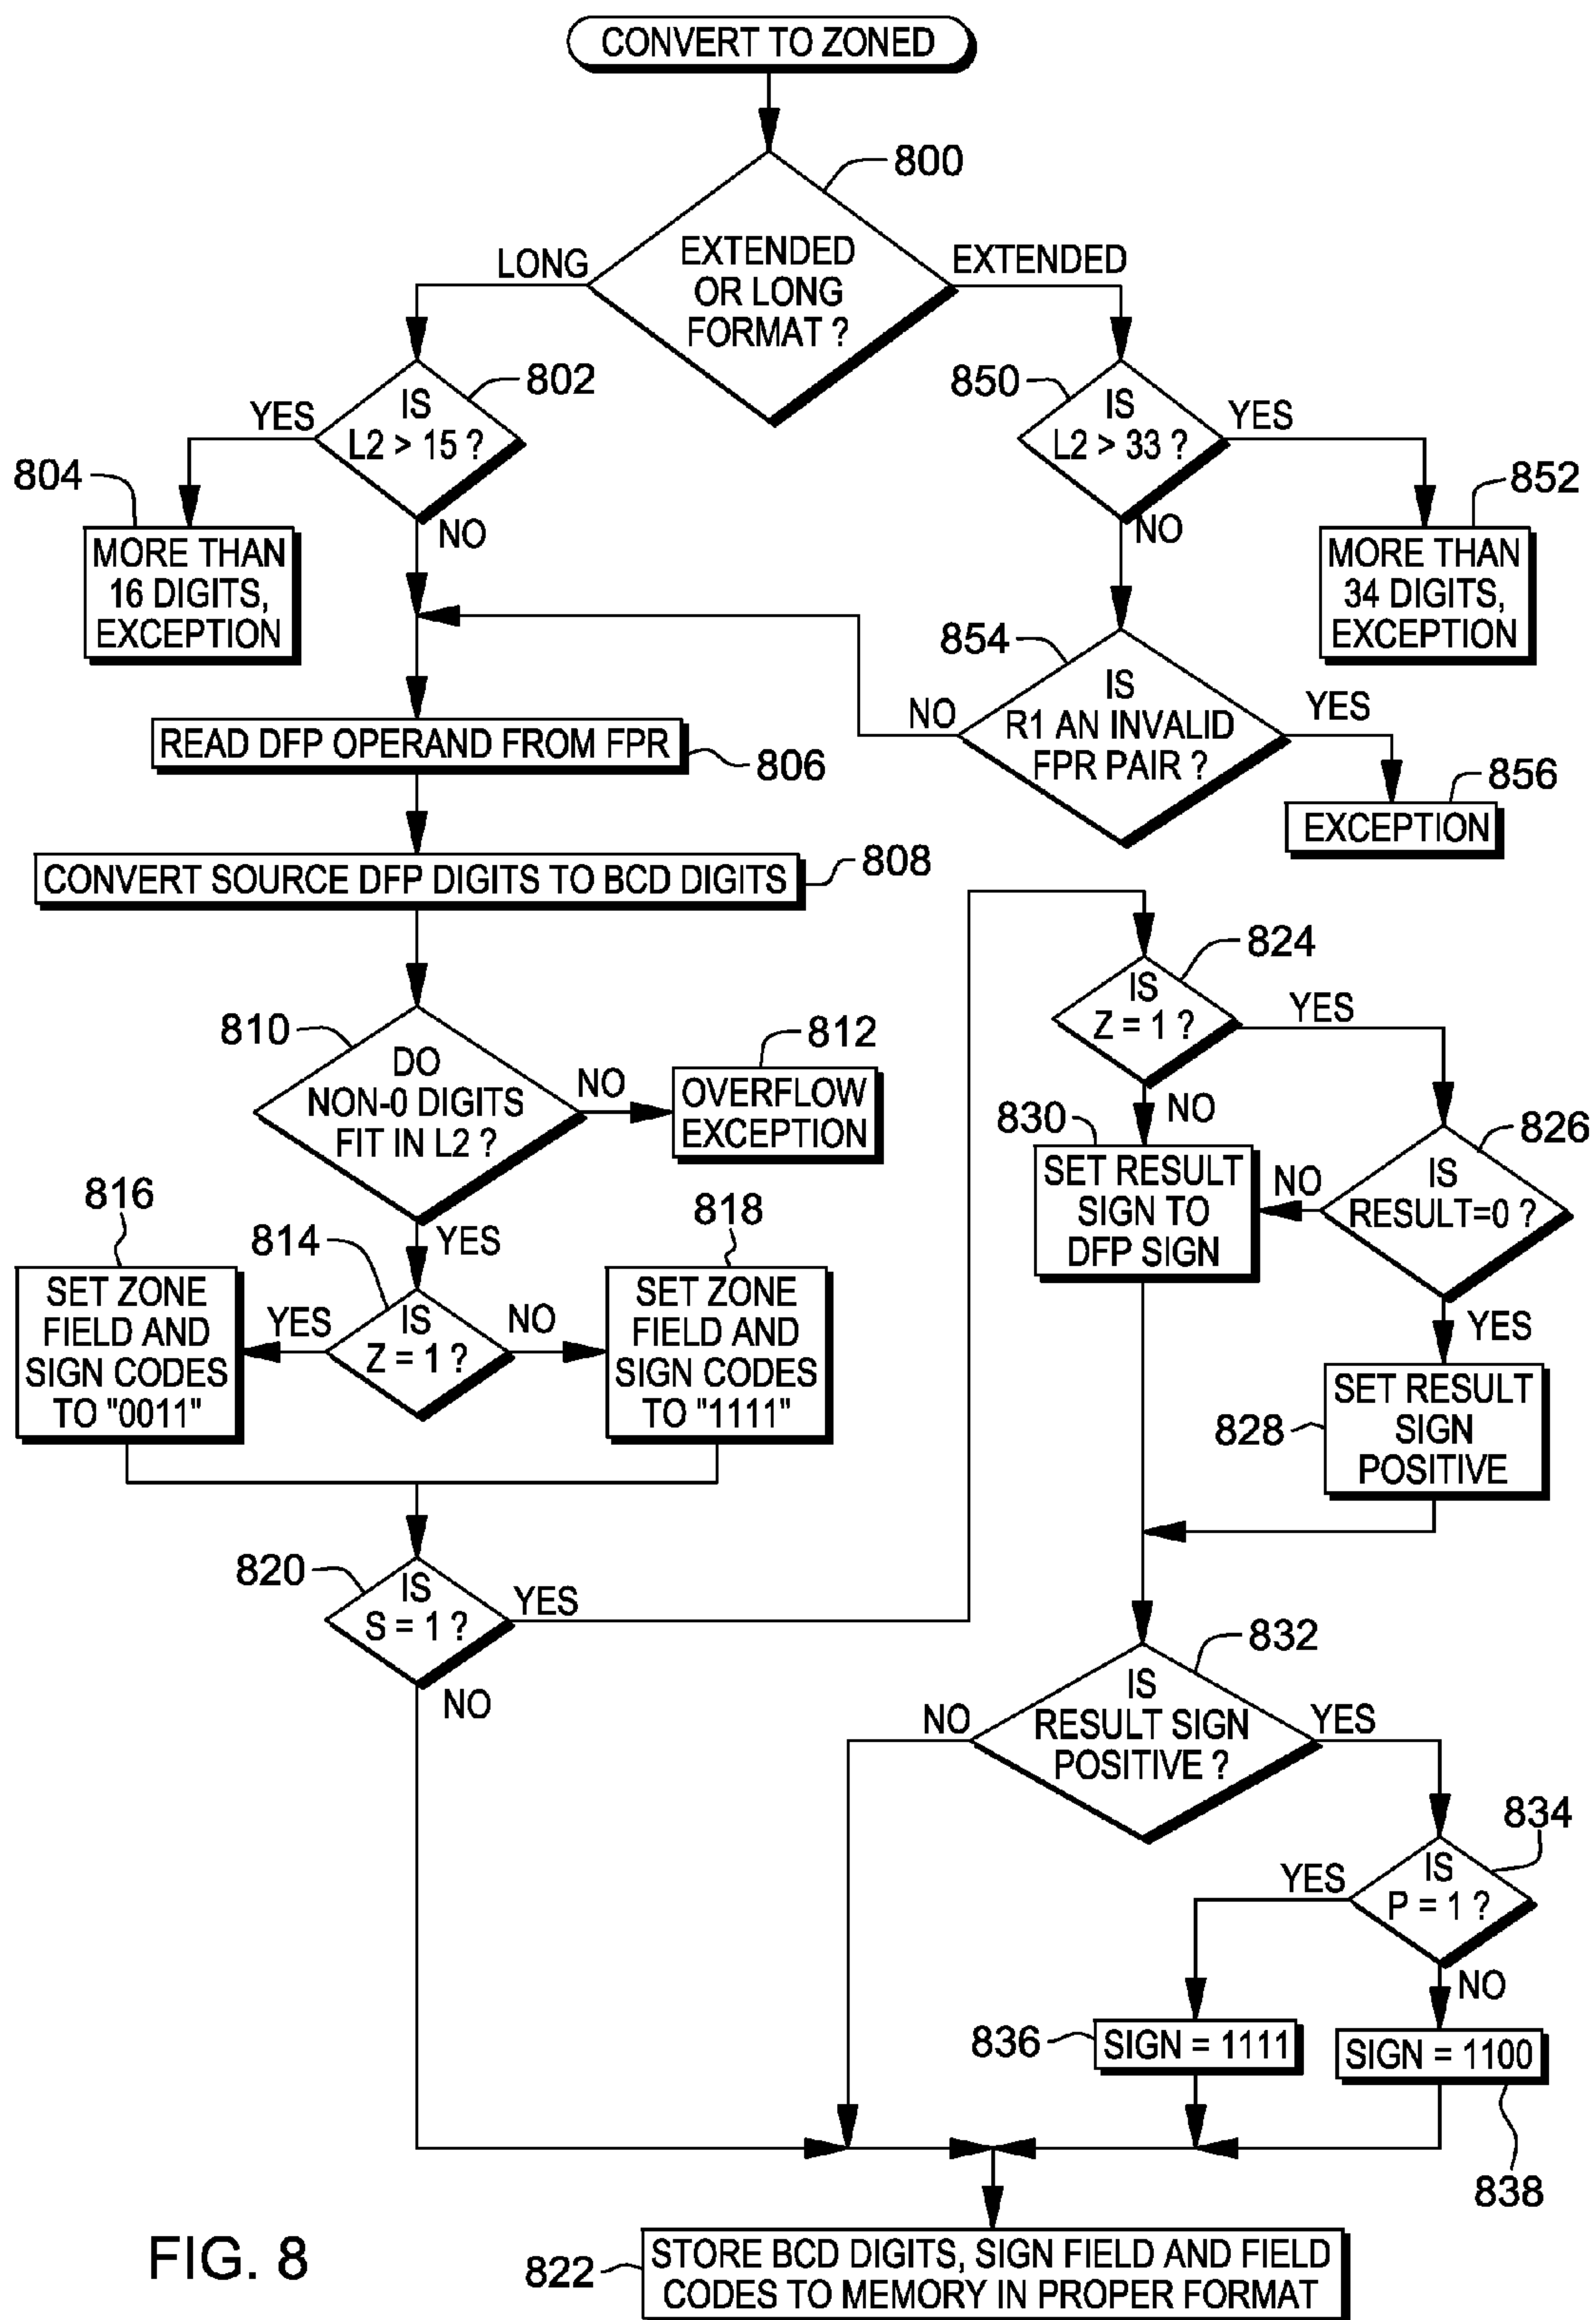 CONVERT TO ZONED
800
EXTENDED
OR LONG
FORMAT ?
LONG
EXTENDED
802
IS
L2 > 15 ?
YES
NO
804
MORE THAN
16 DIGITS,
EXCEPTION
850
IS
L2 > 33 ?
YES
NO
852
MORE THAN
34 DIGITS,
EXCEPTION
854
IS
R1 AN INVALID
FPR PAIR ?
NO
YES
856
EXCEPTION
READ DFP OPERAND FROM FPR
806
CONVERT SOURCE DFP DIGITS TO BCD DIGITS
808
810
DO
NON-0 DIGITS
FIT IN L2 ?
NO
YES
812
OVERFLOW
EXCEPTION
814
IS
Z = 1 ?
YES
NO
816
SET ZONE
FIELD AND
SIGN CODES
TO "0011"
818
SET ZONE
FIELD AND
SIGN CODES
TO "1111"
820
IS
S = 1 ?
YES
NO
824
IS
Z = 1 ?
YES
NO
826
IS
RESULT=0 ?
NO
YES
830
SET RESULT
SIGN TO
DFP SIGN
828
SET RESULT
SIGN
POSITIVE
832
IS
RESULT SIGN
POSITIVE ?
NO
YES
834
IS
P = 1 ?
YES
NO
836
SIGN = 1111
SIGN = 1100
838
822
STORE BCD DIGITS, SIGN FIELD AND FIELD
CODES TO MEMORY IN PROPER FORMAT
FIG. 8